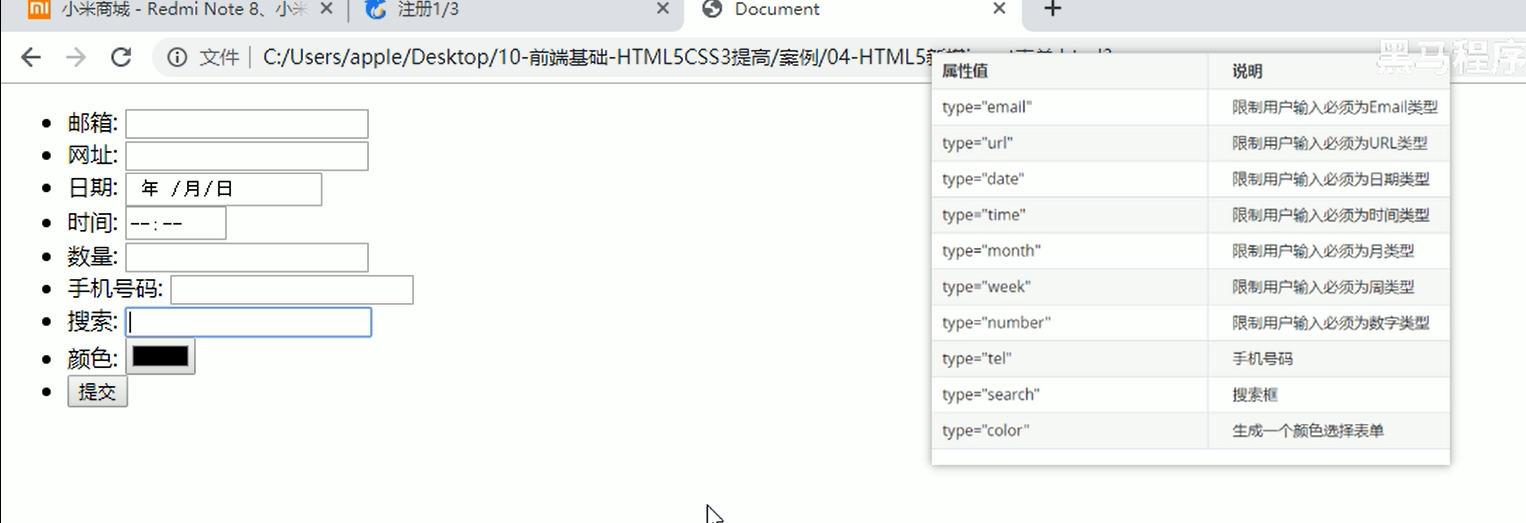 小米商城 - Redmi Note 8、小米
注册1/3
Document
文件 C:/Users/apple/Desktop/10-前端基础-HTML5CSS3提高/案例/04-HTML5新增
黑马程序
邮箱:
网址:
日期: 年 /月/日
时间: --:--
数量:
手机号码:
搜索:
颜色:
提交
属性值 说明
type="email" 限制用户输入必须为Email类型
type="url" 限制用户输入必须为URL类型
type="date" 限制用户输入必须为日期类型
type="time" 限制用户输入必须为时间类型
type="month" 限制用户输入必须为月类型
type="week" 限制用户输入必须为周类型
type="number" 限制用户输入必须为数字类型
type="tel" 手机号码
type="search" 搜索框
type="color" 生成一个颜色选择表单